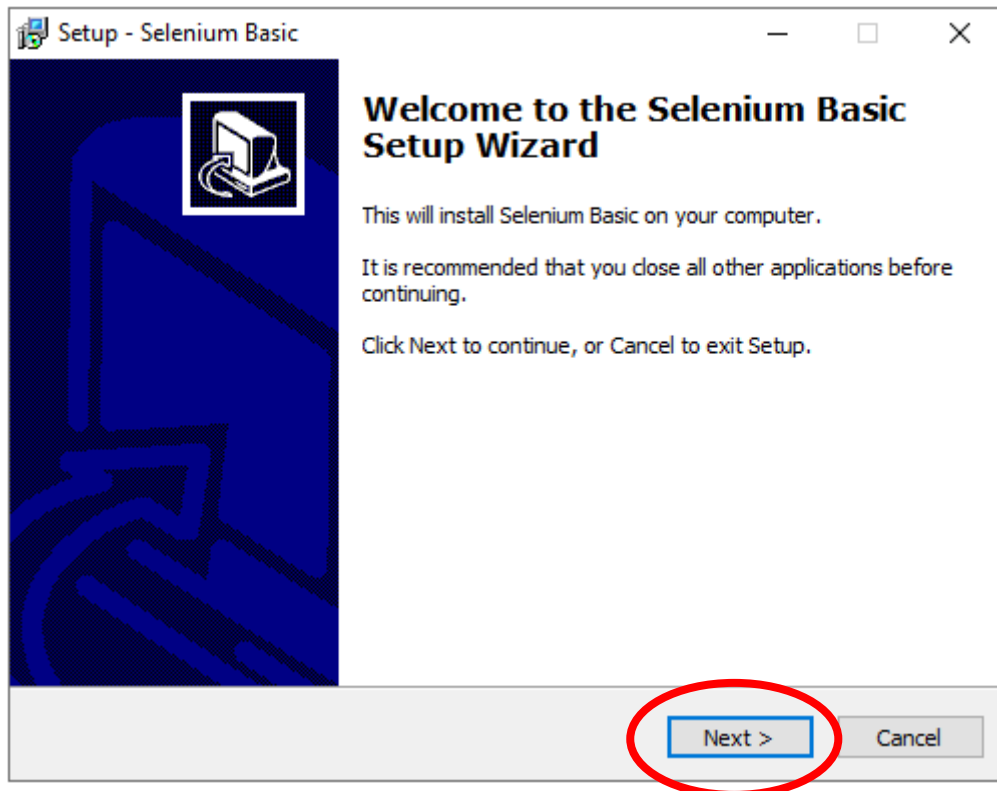 Setup - Selenium Basic
Welcome to the Selenium Basic
Setup Wizard
This will install Selenium Basic on your computer.
It is recommended that you close all other applications before
continuing.
Click Next to continue, or Cancel to exit Setup.
Next >
Cancel